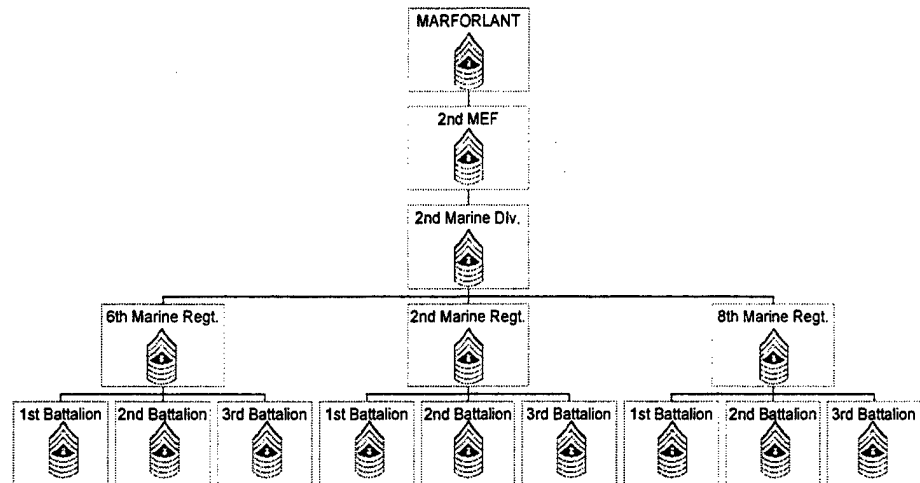 MARFORLANT
2nd MEF
2nd Marine Div.
6th Marine Regt. 2nd Marine Regt. 8th Marine Regt.
1st Battalion 2nd Battalion 3rd Battalion 1st Battalion 2nd Battalion 3rd Battalion 1st Battalion 2nd Battalion 3rd Battalion